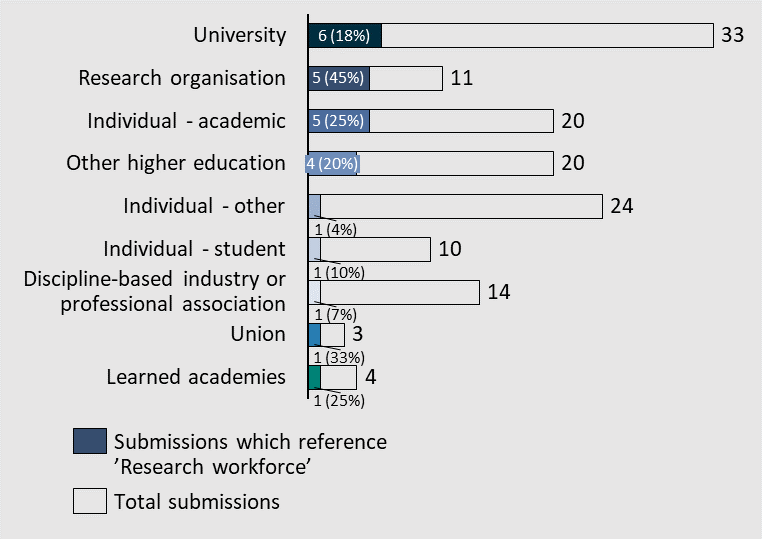 University 6 (18%) 33
Research organisation 5 (45%) 11
Individual - academic 5 (25%) 20
Other higher education 4 (20%) 20
Individual - other 24
1 (4%)
Individual - student 10
1 (10%)
Discipline-based industry or
professional association 14
1 (7%)
Union 3
1 (33%)
Learned academies 4
1 (25%)
Submissions which reference
’Research workforce’
Total submissions